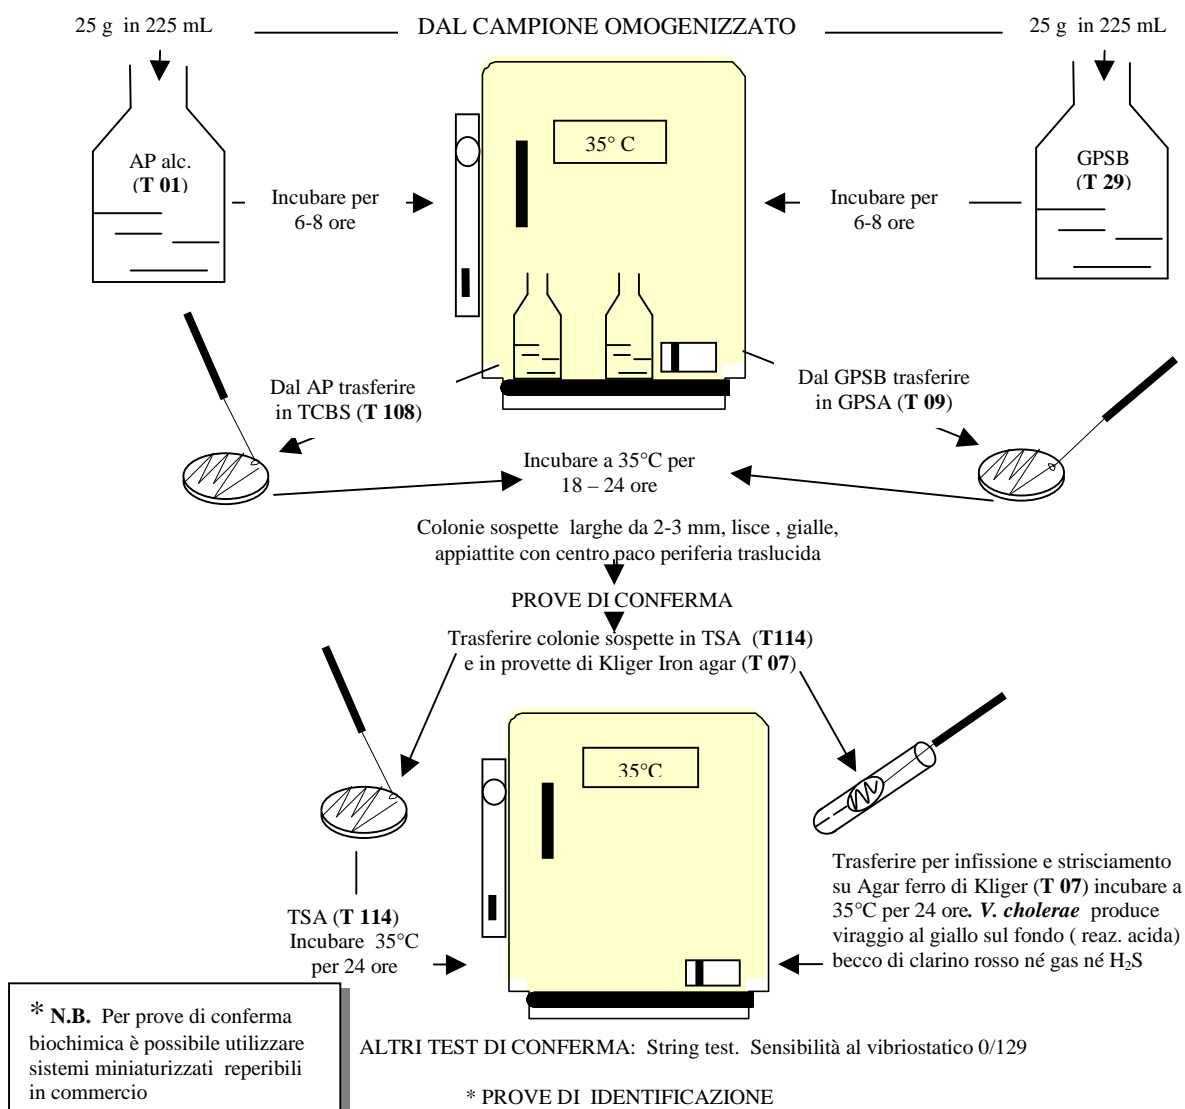 25 g in 225 mL
DAL CAMPIONE OMOGENIZZATO
25 g in 225 mL
35° C
AP alc.
(T 01)
GPSB
(T 29)
Incubare per
6-8 ore
Incubare per
6-8 ore
Dal AP trasferire
in TCBS (T 108)
Dal GPSB trasferire
in GPSA (T 09)
Incubare a 35°C per
18 – 24 ore
Colonie sospette larghe da 2-3 mm, lisce , gialle,
appiattite con centro paco periferia traslucida
PROVE DI CONFERMA
Trasferire colonie sospette in TSA (T114)
e in provette di Kliger Iron agar (T 07)
35°C
TSA (T 114)
Incubare 35°C
per 24 ore
Trasferire per infissione e strisciamento
su Agar ferro di Kliger (T 07) incubare a
35°C per 24 ore. V. cholerae produce
viraggio al giallo sul fondo ( reaz. acida)
becco di clarino rosso né gas né H₂S
* N.B. Per prove di conferma
biochimica è possibile utilizzare
sistemi miniaturizzati reperibili
in commercio
ALTRI TEST DI CONFERMA: String test. Sensibilità al vibriostatico 0/129
* PROVE DI IDENTIFICAZIONE